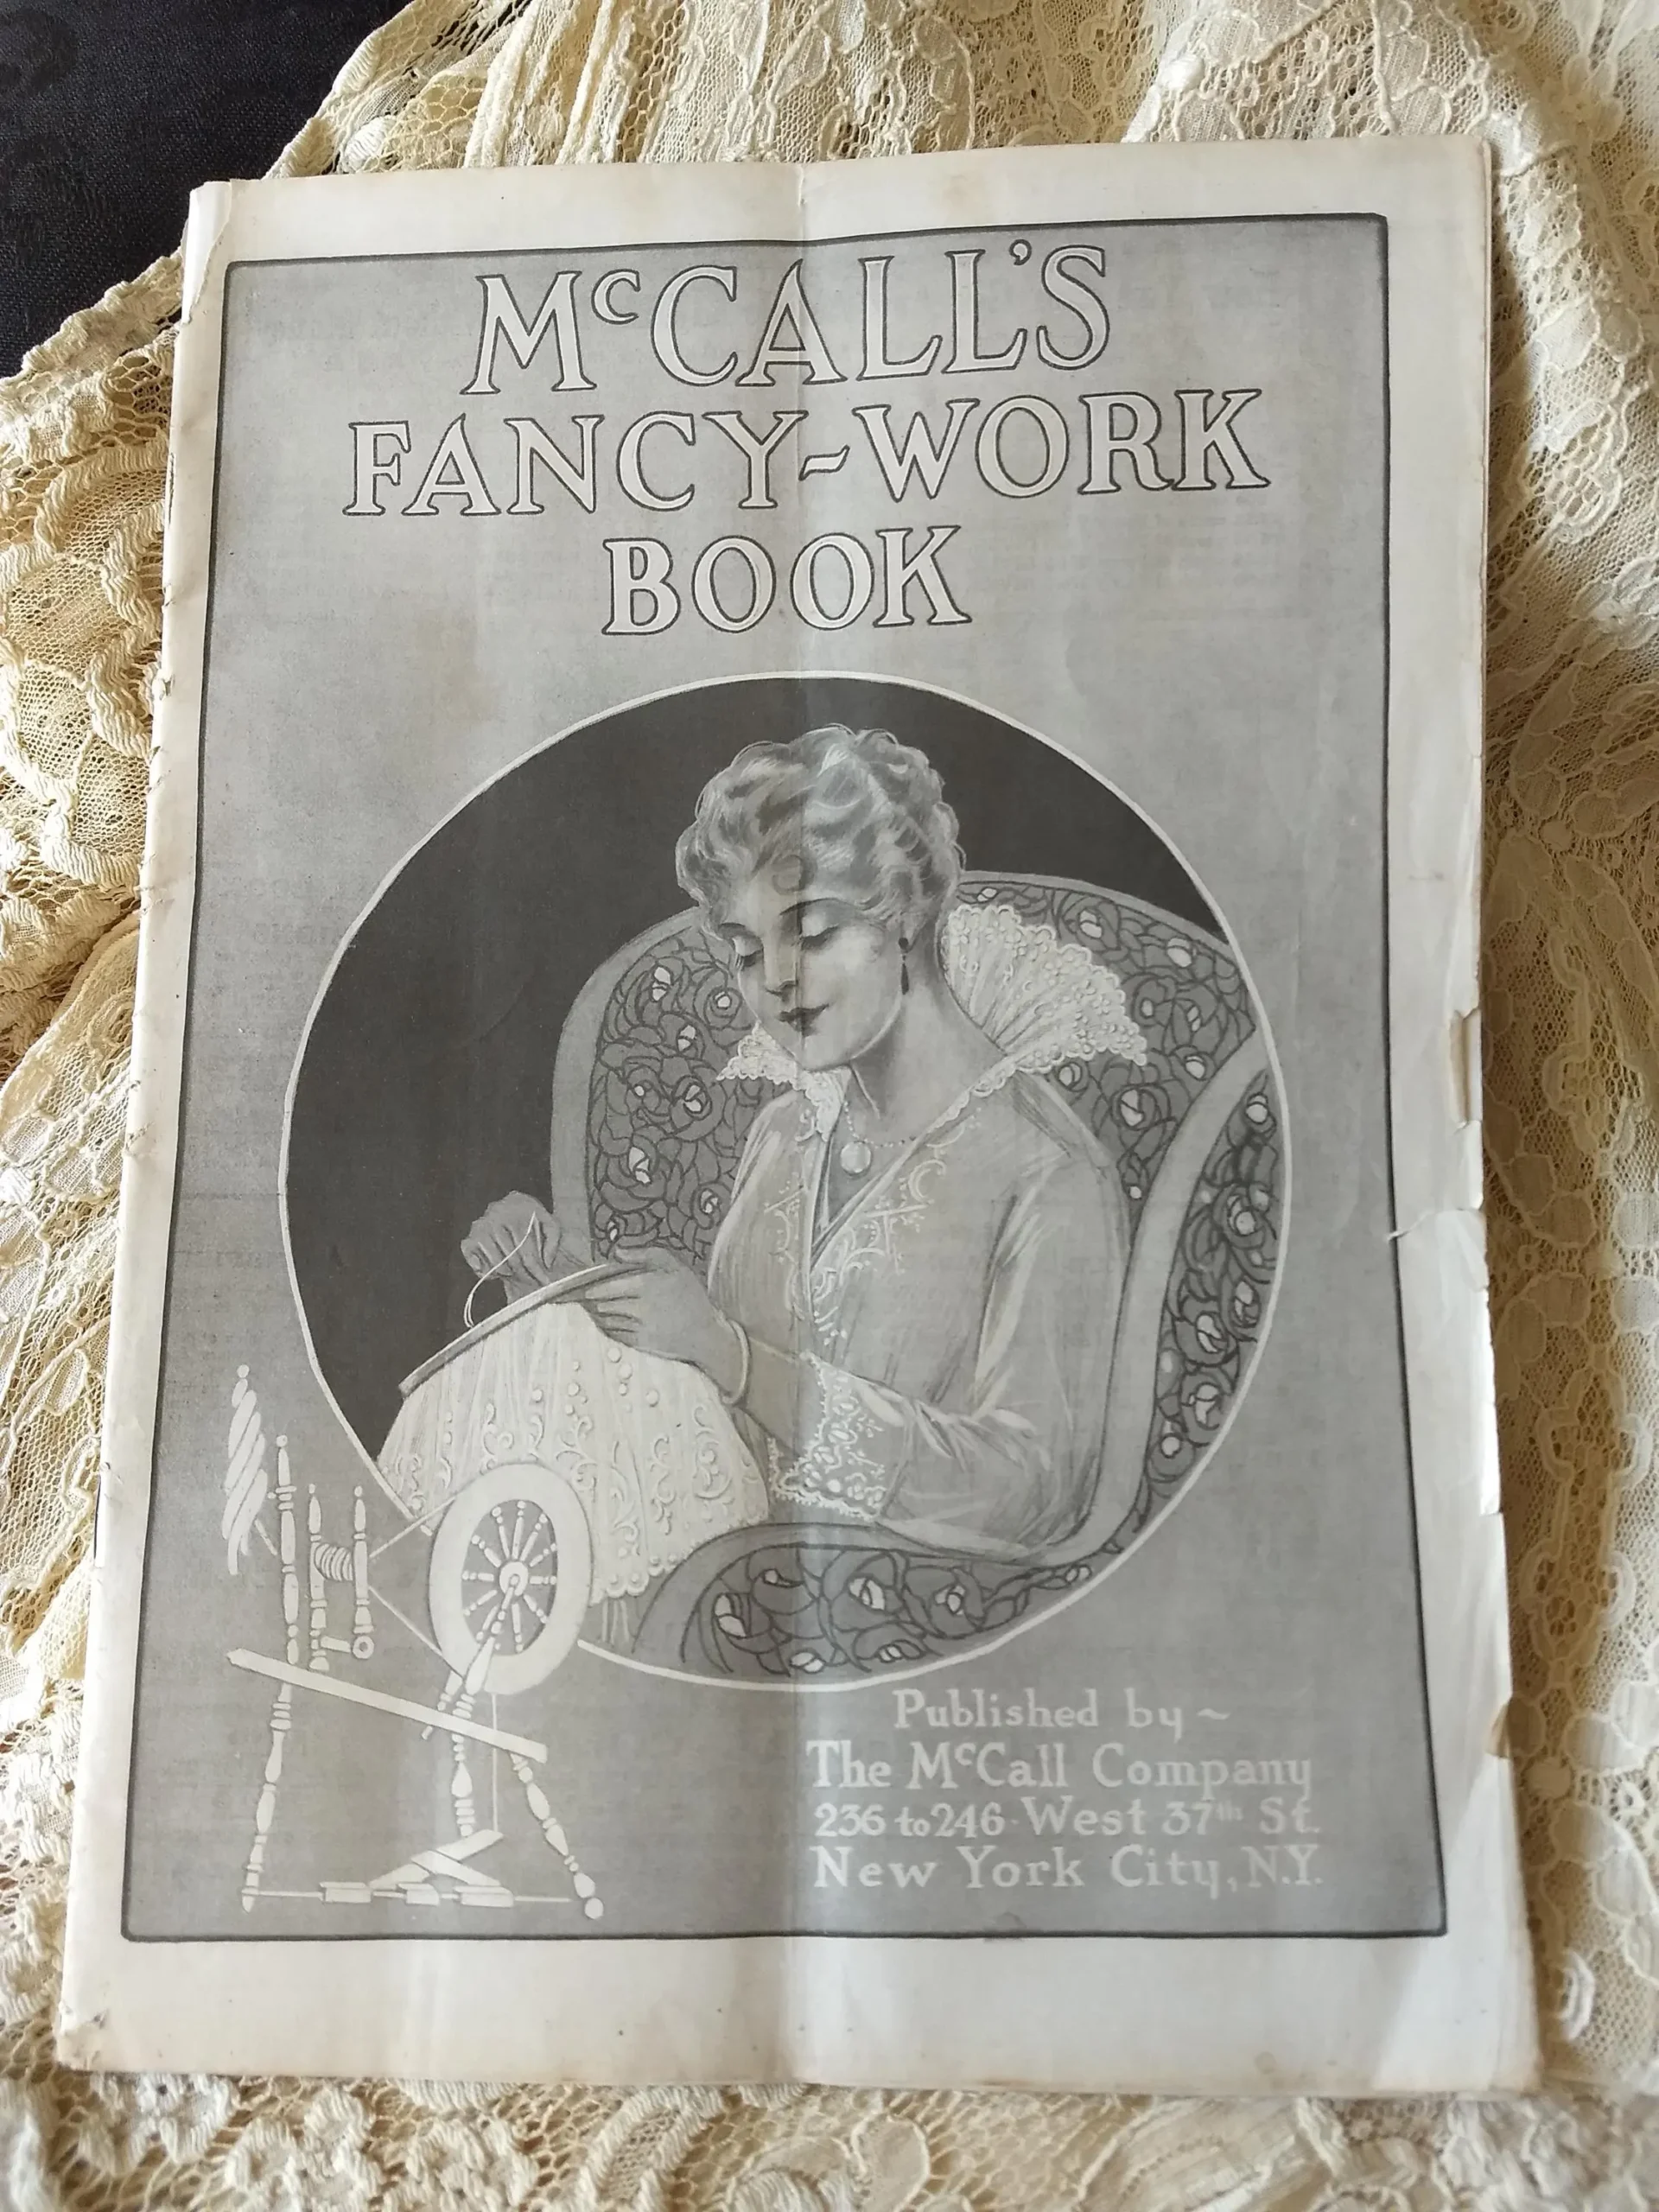 McCALL'S
FANCY-WORK
BOOK
Published by~
The McCall Company
236 to 246 West 37th St.
New York City, N.Y.